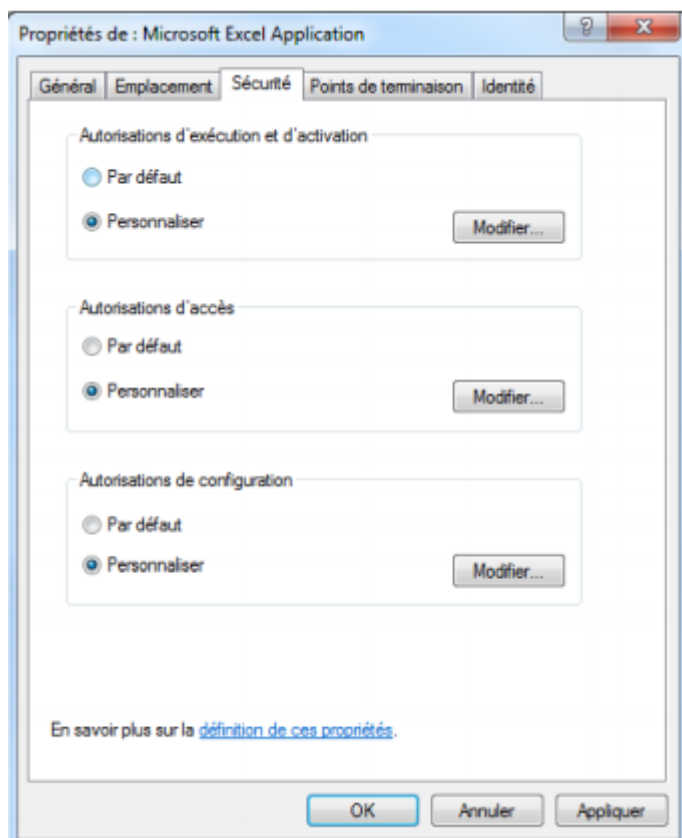 Propriétés de : Microsoft Excel Application
Général Emplacement Sécurité Points de terminaison Identité
Autorisations d'exécution et d'activation
Par défaut
Personnaliser Modifier...
Autorisations d'accès
Par défaut
Personnaliser Modifier...
Autorisations de configuration
Par défaut
Personnaliser Modifier...
En savoir plus sur la définition de ces propriétés.
OK Annuler Appliquer